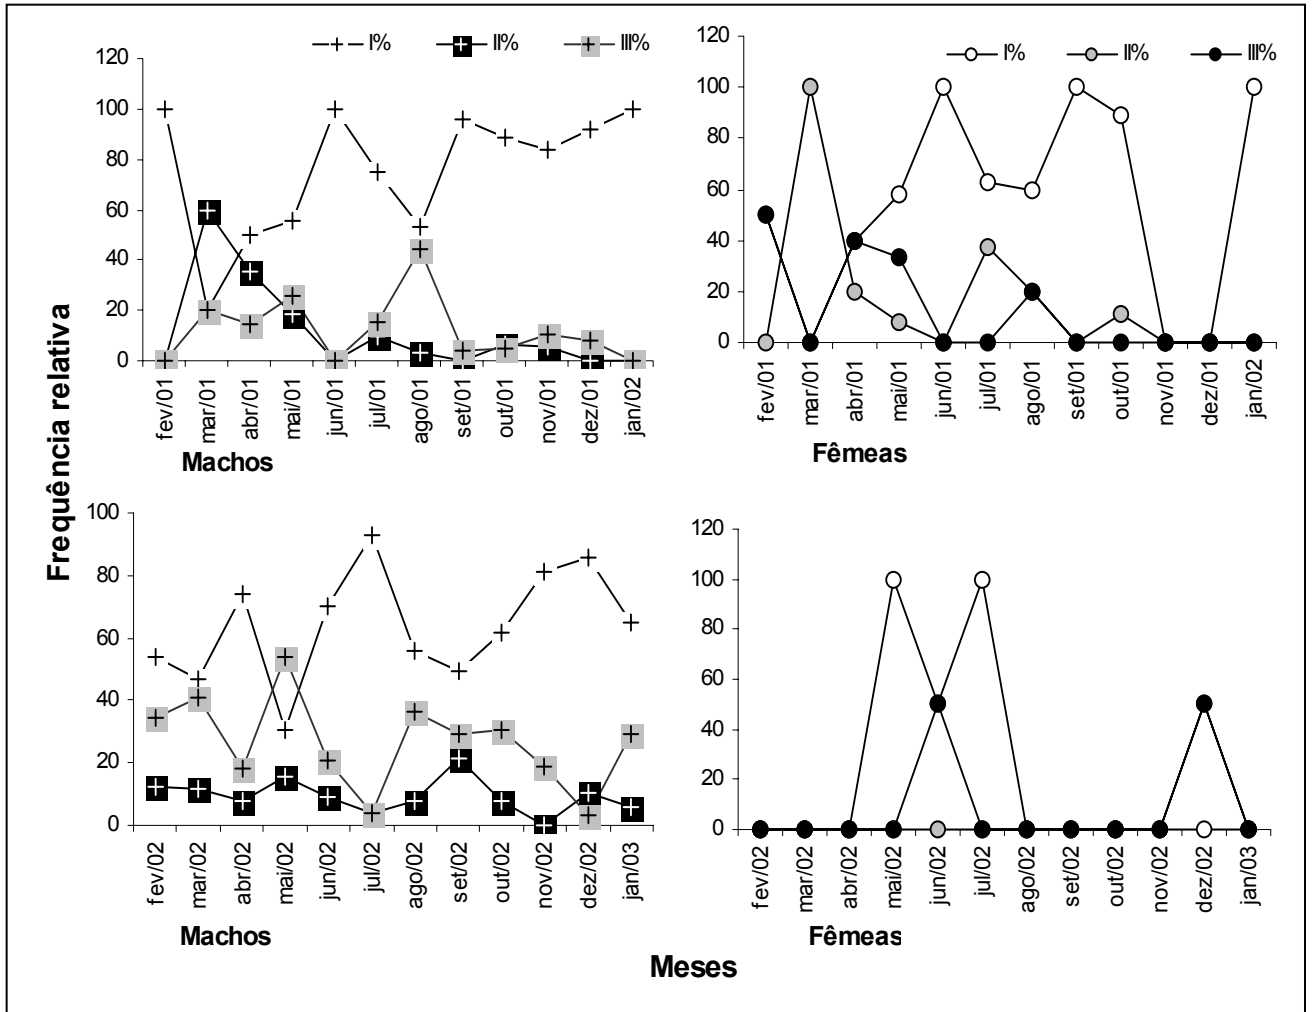 I% II% III%
120
100
80
60
40
20
0
fev/01 mar/01 abr/01 mai/01 jun/01 jul/01 ago/01 set/01 out/01 nov/01 dez/01 jan/02
Machos
I% II% III%
120
100
80
60
40
20
0
fev/01 mar/01 abr/01 mai/01 jun/01 jul/01 ago/01 set/01 out/01 nov/01 dez/01 jan/02
Fêmeas
Frequência relativa
100
80
60
40
20
0
fev/02 mar/02 abr/02 mai/02 jun/02 jul/02 ago/02 set/02 out/02 nov/02 dez/02 jan/03
Machos
120
100
80
60
40
20
0
fev/02 mar/02 abr/02 mai/02 jun/02 jul/02 ago/02 set/02 out/02 nov/02 dez/02 jan/03
Fêmeas
Meses